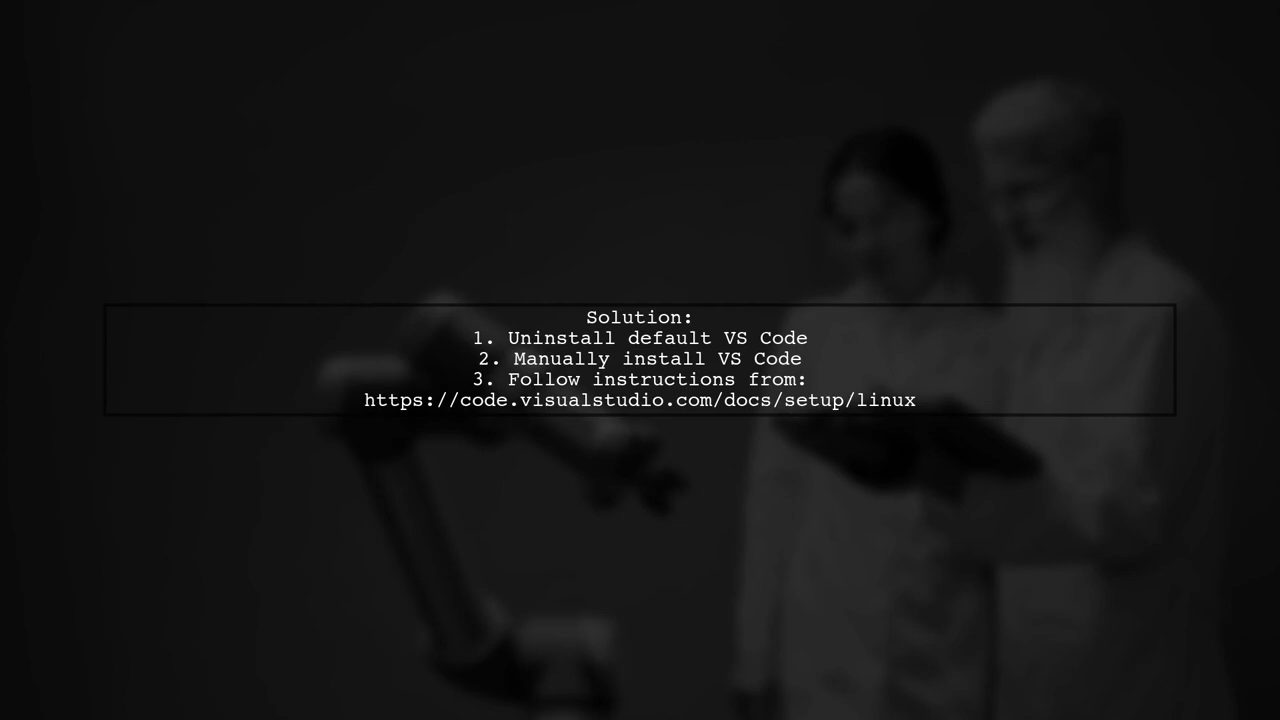 Solution:
1. Uninstall default VS Code
2. Manually install VS Code
3. Follow instructions from:
https://code.visualstudio.com/docs/setup/linux